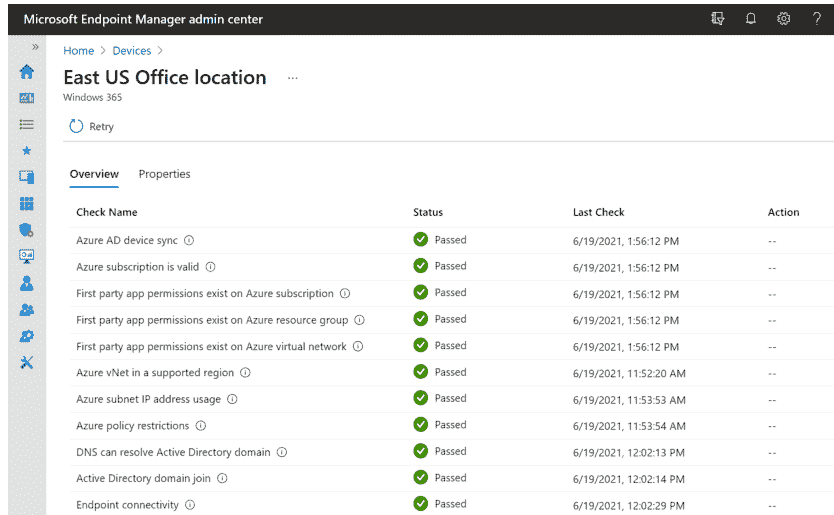 Microsoft Endpoint Manager admin center
Home > Devices >
East US Office location ...
Windows 365
Retry
Overview Properties
Check Name Status Last Check Action
Azure AD device sync Passed 6/19/2021, 1:56:12 PM --
Azure subscription is valid Passed 6/19/2021, 1:56:12 PM --
First party app permissions exist on Azure subscription Passed 6/19/2021, 1:56:12 PM --
First party app permissions exist on Azure resource group Passed 6/19/2021, 1:56:12 PM --
First party app permissions exist on Azure virtual network Passed 6/19/2021, 1:56:12 PM --
Azure vNet in a supported region Passed 6/19/2021, 11:52:20 AM --
Azure subnet IP address usage Passed 6/19/2021, 11:53:53 AM --
Azure policy restrictions Passed 6/19/2021, 11:53:54 AM --
DNS can resolve Active Directory domain Passed 6/19/2021, 12:02:13 PM --
Active Directory domain join Passed 6/19/2021, 12:02:14 PM --
Endpoint connectivity Passed 6/19/2021, 12:02:29 PM --